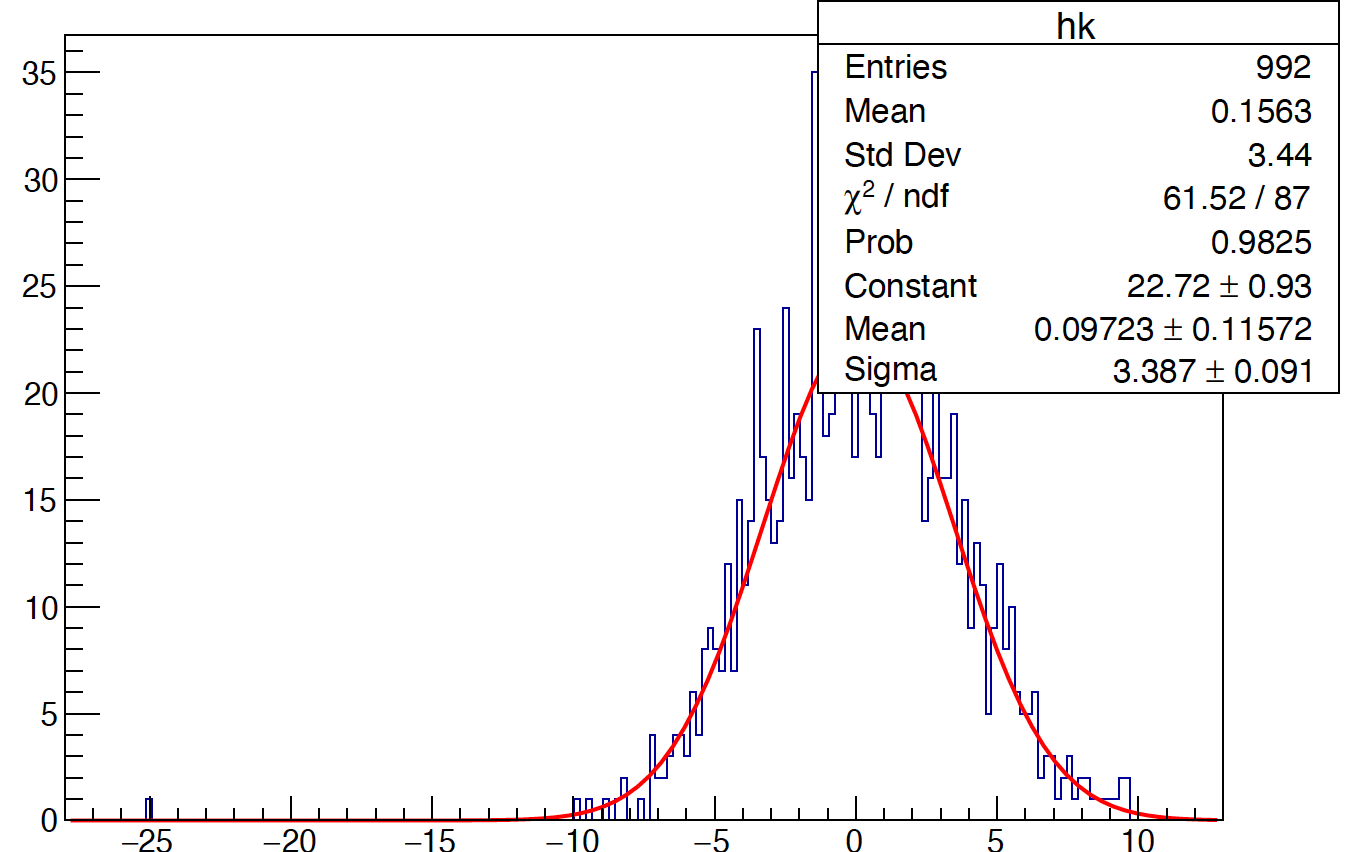 hk
Entries 992
Mean 0.1563
Std Dev 3.44
χ² / ndf 61.52 / 87
Prob 0.9825
Constant 22.72 ± 0.93
Mean 0.09723 ± 0.11572
Sigma 3.387 ± 0.091
35
30
25
20
15
10
5
0
−25 −20 −15 −10 −5 0 5 10